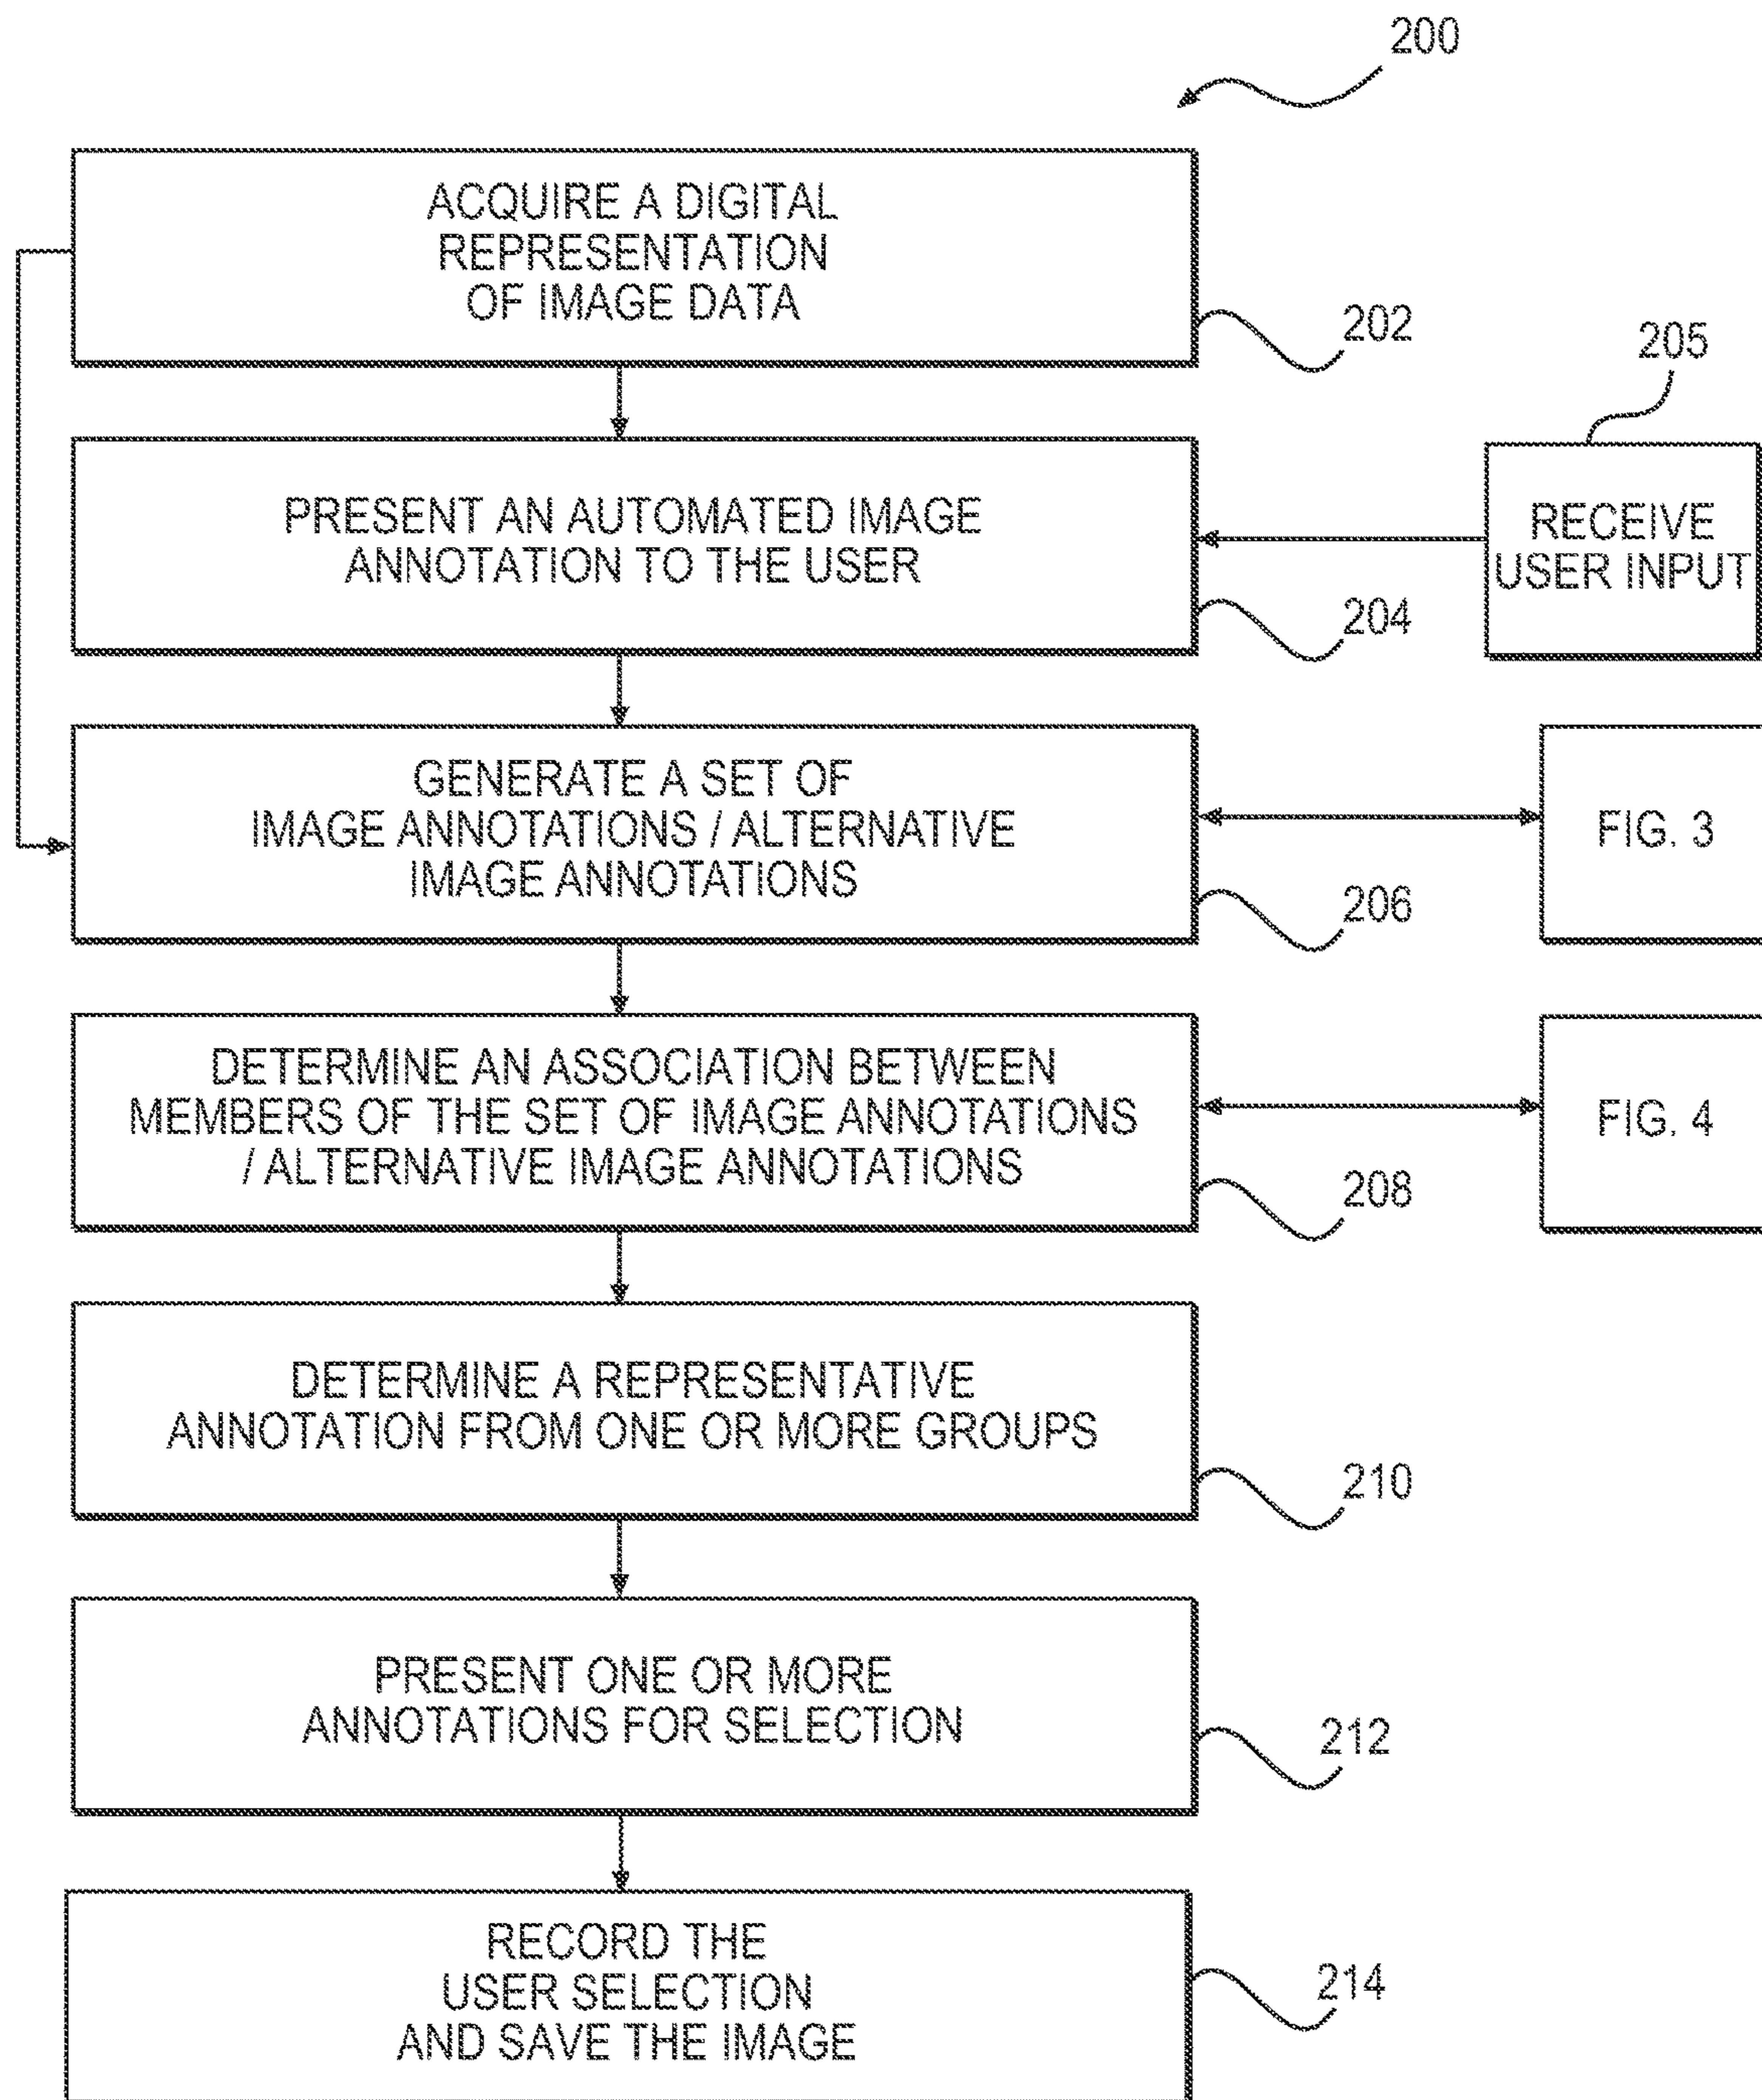 200
ACQUIRE A DIGITAL
REPRESENTATION
OF IMAGE DATA
202
205
PRESENT AN AUTOMATED IMAGE
ANNOTATION TO THE USER
204
RECEIVE
USER INPUT
GENERATE A SET OF
IMAGE ANNOTATIONS / ALTERNATIVE
IMAGE ANNOTATIONS
206
FIG. 3
DETERMINE AN ASSOCIATION BETWEEN
MEMBERS OF THE SET OF IMAGE ANNOTATIONS
/ ALTERNATIVE IMAGE ANNOTATIONS
208
FIG. 4
DETERMINE A REPRESENTATIVE
ANNOTATION FROM ONE OR MORE GROUPS
210
PRESENT ONE OR MORE
ANNOTATIONS FOR SELECTION
212
RECORD THE
USER SELECTION
AND SAVE THE IMAGE
214